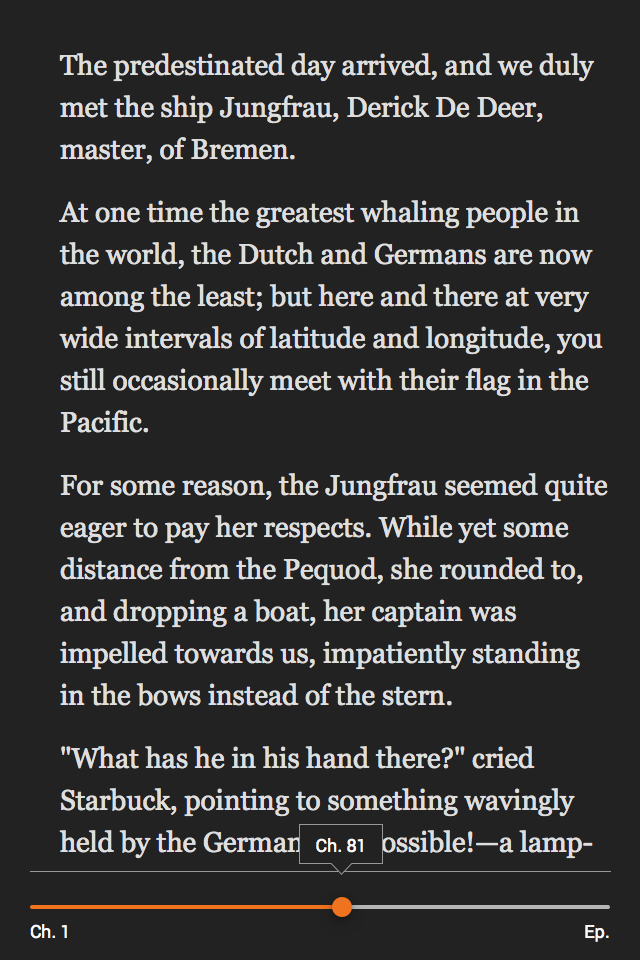 The predestinated day arrived, and we duly
met the ship Jungfrau, Derick De Deer,
master, of Bremen.
At one time the greatest whaling people in
the world, the Dutch and Germans are now
among the least; but here and there at very
wide intervals of latitude and longitude, you
still occasionally meet with their flag in the
Pacific.
For some reason, the Jungfrau seemed quite
eager to pay her respects. While yet some
distance from the Pequod, she rounded to,
and dropping a boat, her captain was
impelled towards us, impatiently standing
in the bows instead of the stern.
"What has he in his hand there?" cried
Starbuck, pointing to something wavingly
held by the German ossible!—a lamp-
Ch. 81
Ch. 1
Ep.